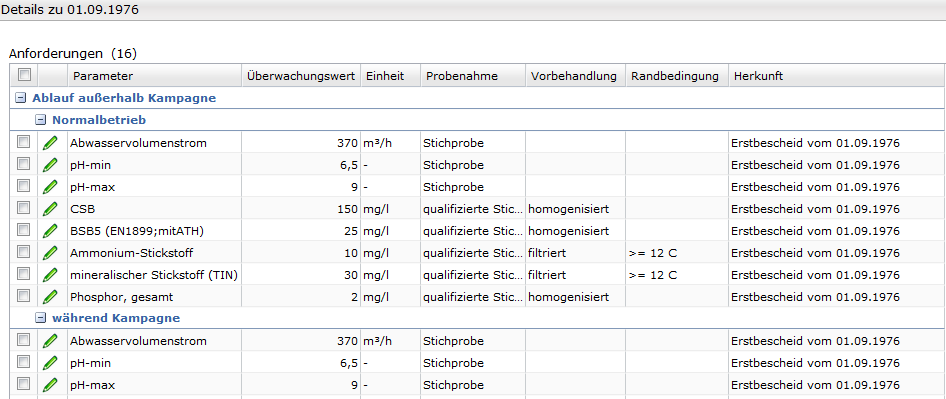 Details zu 01.09.1976
Anforderungen (16)
Parameter Überwachungswert Einheit Probenahme Vorbehandlung Randbedingung Herkunft
Ablauf außerhalb Kampagne
Normalbetrieb
Abwasservolumenstrom 370 m³/h Stichprobe Erstbescheid vom 01.09.1976
pH-min 6,5 - Stichprobe Erstbescheid vom 01.09.1976
pH-max 9 - Stichprobe Erstbescheid vom 01.09.1976
CSB 150 mg/l qualifizierte Stic... homogenisiert Erstbescheid vom 01.09.1976
BSB5 (EN1899;mitATH) 25 mg/l qualifizierte Stic... homogenisiert Erstbescheid vom 01.09.1976
Ammonium-Stickstoff 10 mg/l qualifizierte Stic... filtriert >= 12 C Erstbescheid vom 01.09.1976
mineralischer Stickstoff (TIN) 30 mg/l qualifizierte Stic... filtriert >= 12 C Erstbescheid vom 01.09.1976
Phosphor, gesamt 2 mg/l qualifizierte Stic... homogenisiert Erstbescheid vom 01.09.1976
während Kampagne
Abwasservolumenstrom 370 m³/h Stichprobe Erstbescheid vom 01.09.1976
pH-min 6,5 - Stichprobe Erstbescheid vom 01.09.1976
pH-max 9 - Stichprobe Erstbescheid vom 01.09.1976